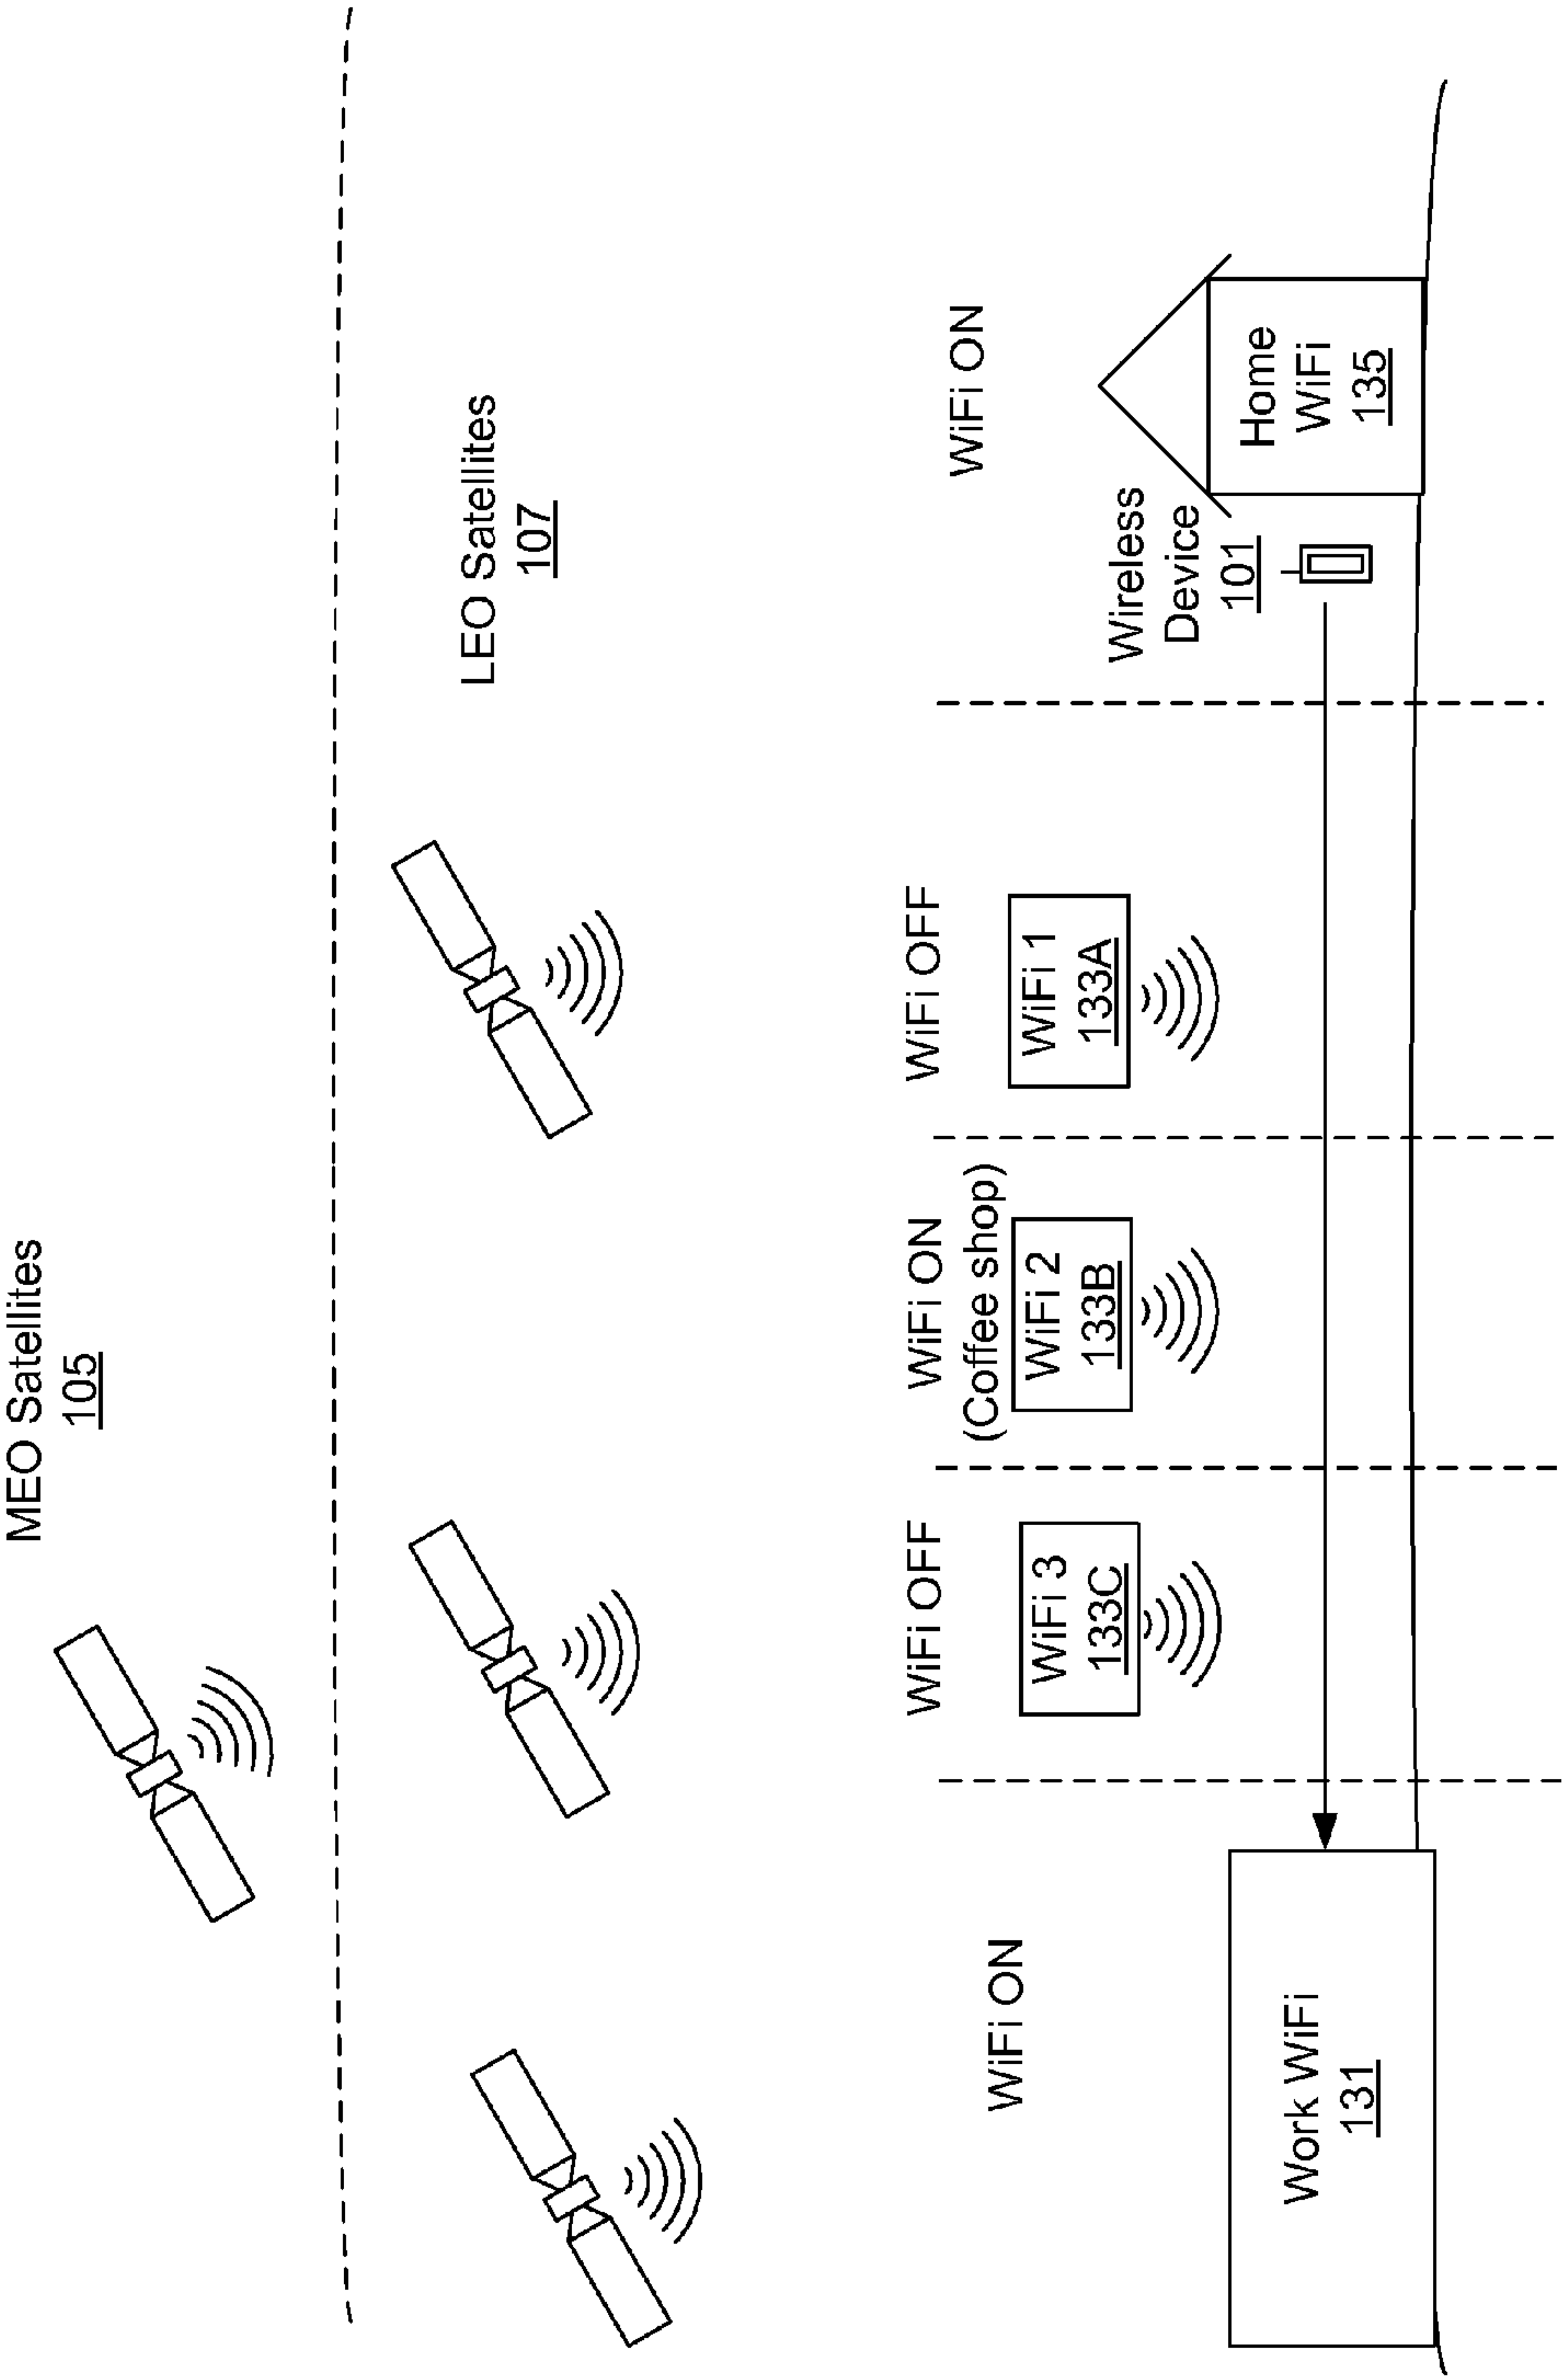 MEO Satellites
105
LEO Satellites
107
WiFi ON
WiFi OFF
WiFi ON
(Coffee shop)
WiFi OFF
WiFi ON
Work WiFi
131
WiFi 3
133C
WiFi 2
133B
WiFi 1
133A
Wireless
Device
101
Home
WiFi
135